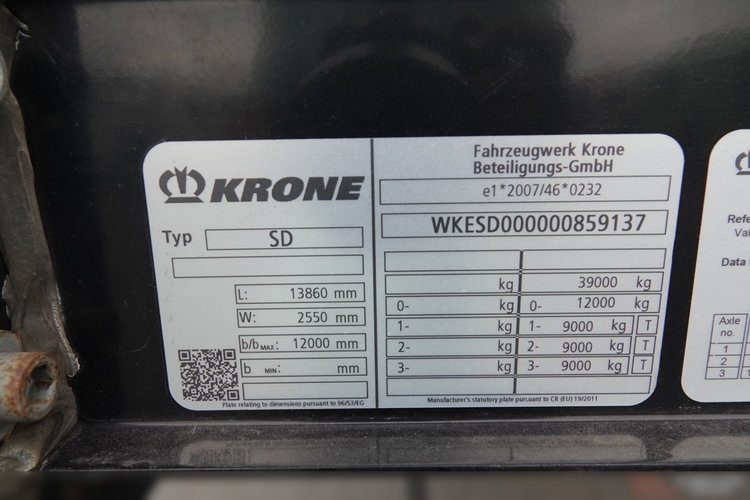 KRONE
Typ SD
L: 13860 mm
W: 2550 mm
b/b MAX: 12000 mm
b MIN: mm
Plate relating to dimensions pursuant to 96/53/EG
Fahrzeugwerk Krone
Beteiligungs-GmbH
e1*2007/46*0232
WKESD000000859137
kg 39000 kg
0- kg 0- 12000 kg
1- kg 1- 9000 kg T
2- kg 2- 9000 kg T
3- kg 3- 9000 kg T
Manufacturer's statutory plate pursuant to CR (EU) 19/2011
Data
Axle
no.
1
2
3